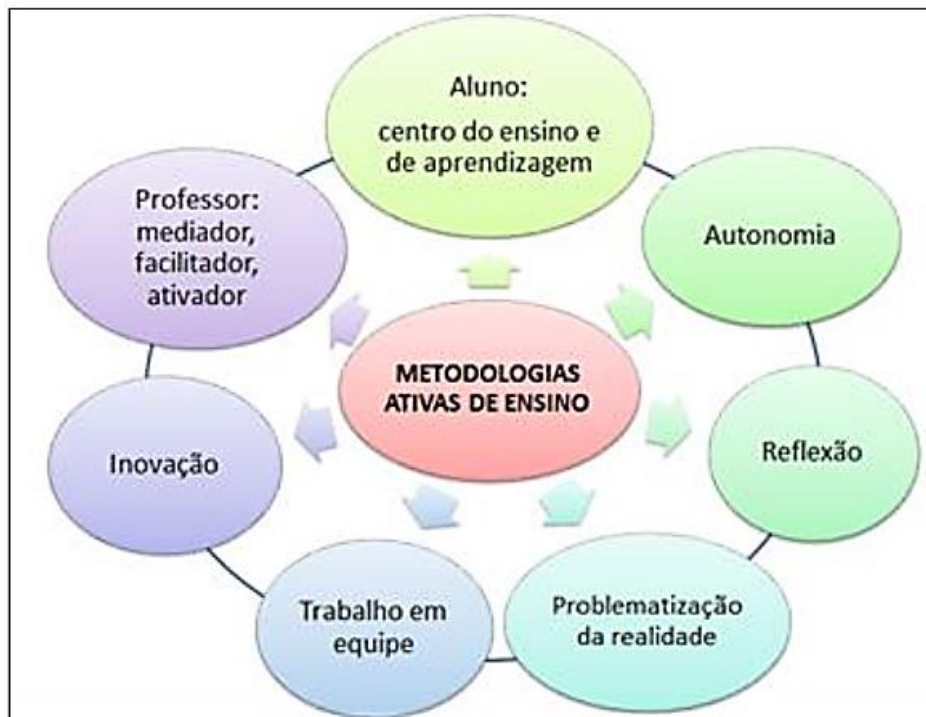 Aluno:
centro do ensino e
de aprendizagem
Autonomia
Reflexão
Problematização
da realidade
Trabalho em
equipe
Inovação
Professor:
mediador,
facilitador,
ativador
METODOLOGIAS
ATIVAS DE ENSINO